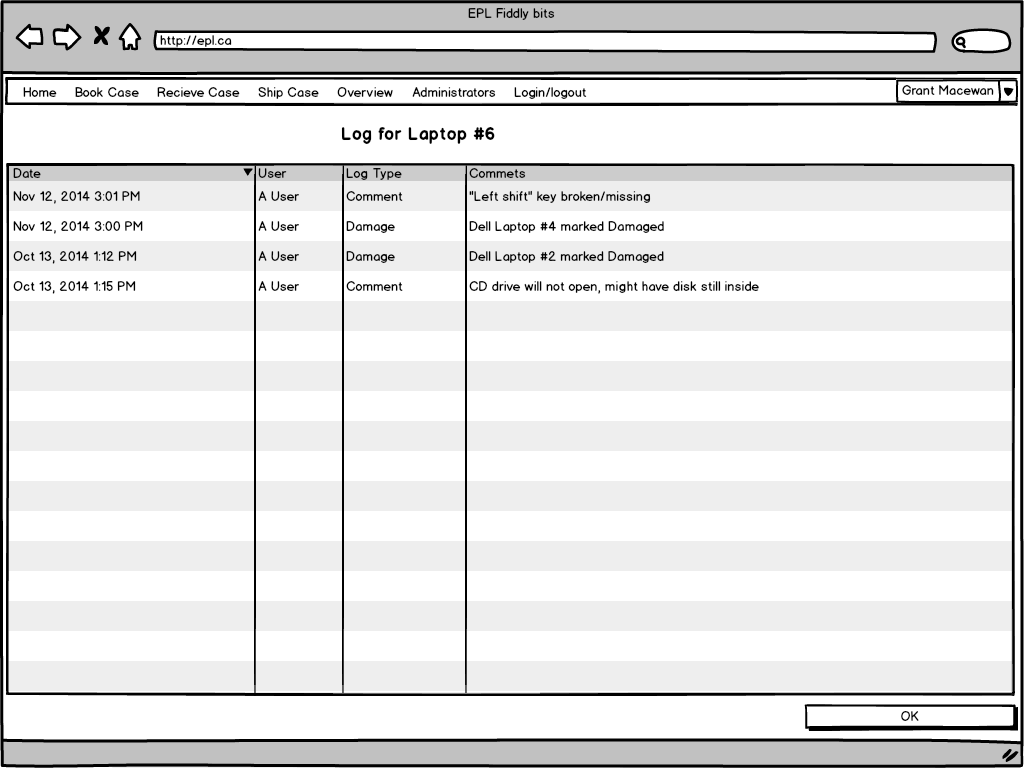 EPL Fiddly bits
http://epl.ca
Home Book Case Recieve Case Ship Case Overview Administrators Login/logout Grant Macewan
Log for Laptop #6
Date User Log Type Commets
Nov 12, 2014 3:01 PM A User Comment "Left shift" key broken/missing
Nov 12, 2014 3:00 PM A User Damage Dell Laptop #4 marked Damaged
Oct 13, 2014 1:12 PM A User Damage Dell Laptop #2 marked Damaged
Oct 13, 2014 1:15 PM A User Comment CD drive will not open, might have disk still inside
OK